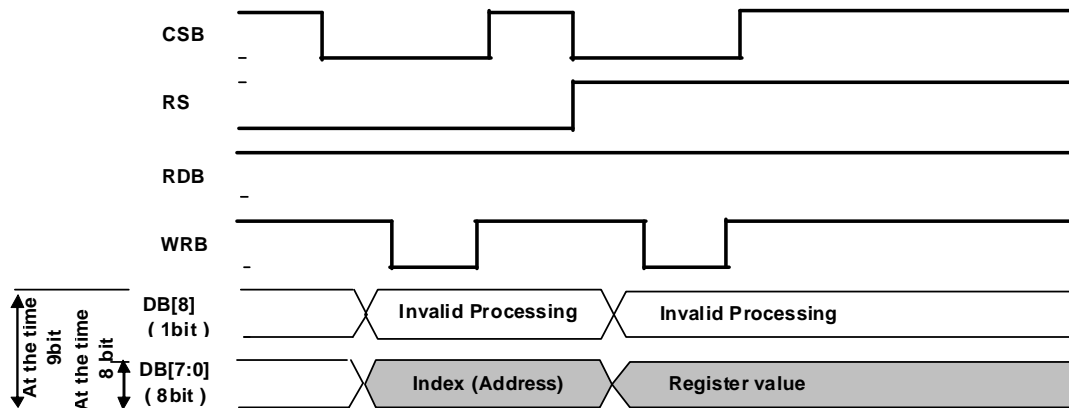 CSB
RS
RDB
WRB
At the time
9bit
At the time
8 bit
DB[8]
( 1bit )
Invalid Processing
Invalid Processing
DB[7:0]
( 8bit )
Index (Address)
Register value